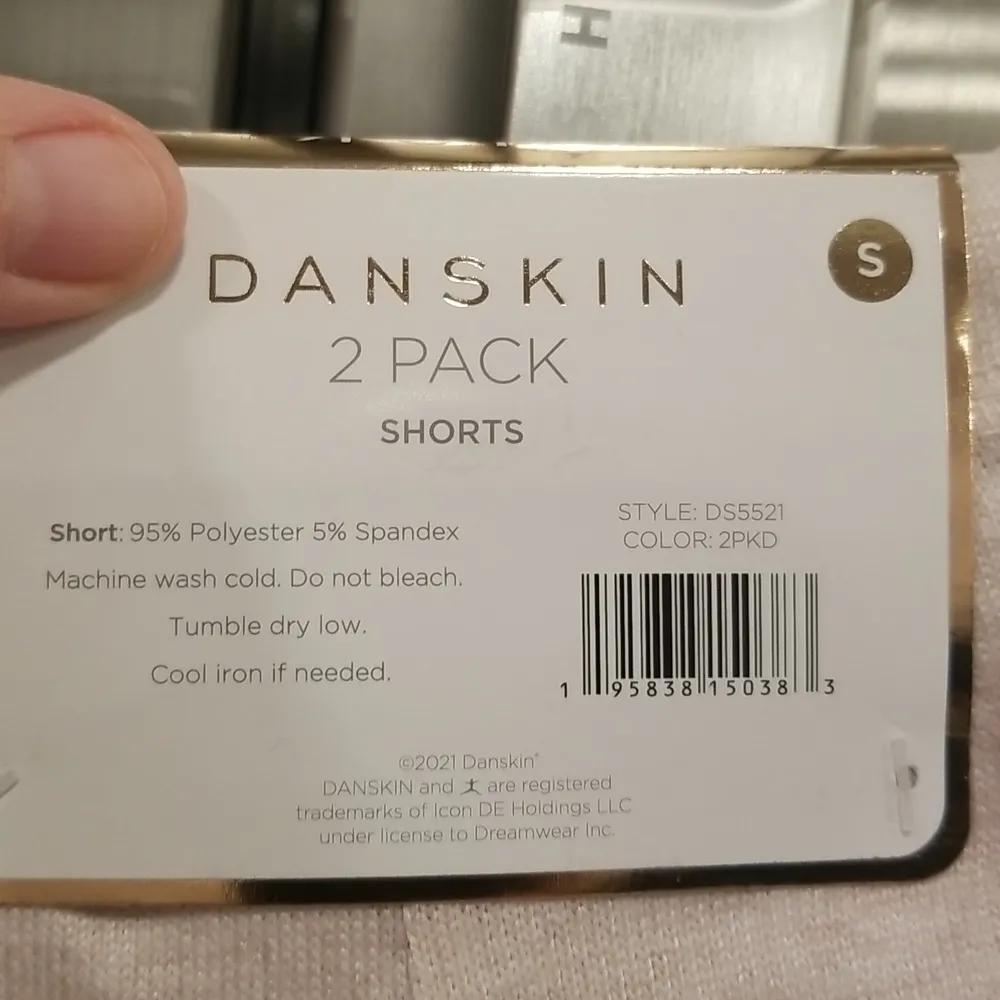 H
DANSKIN
S
2 PACK
SHORTS
Short: 95% Polyester 5% Spandex
Machine wash cold. Do not bleach.
Tumble dry low.
Cool iron if needed.
STYLE: DS5521
COLOR: 2PKD
1 95838 15038 3
©2021 Danskin®
DANSKIN and are registered
trademarks of Icon DE Holdings LLC
under license to Dreamwear Inc.